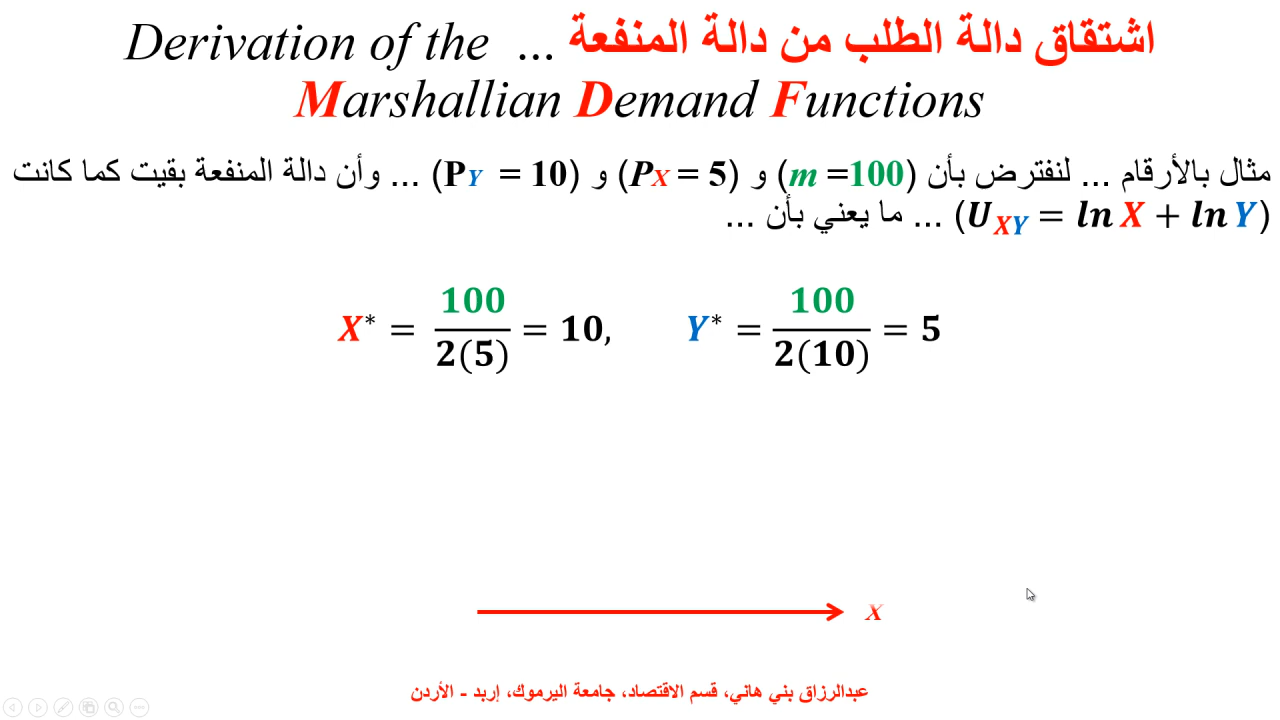 اشتقاق دالة الطلب من دالة المنفعة ... Derivation of the
Marshallian Demand Functions
مثال بالأرقام ... لنفترض بأن (m =100) و (PX = 5) و (PY = 10) ... وأن دالة المنفعة بقيت كما كانت
(U_XY = ln X + ln Y) ... ما يعني بأن ...
X* = 100/2(5) = 10, Y* = 100/2(10) = 5
X
عبدالرزاق بني هاني، قسم الاقتصاد، جامعة اليرموك، إربد - الأردن